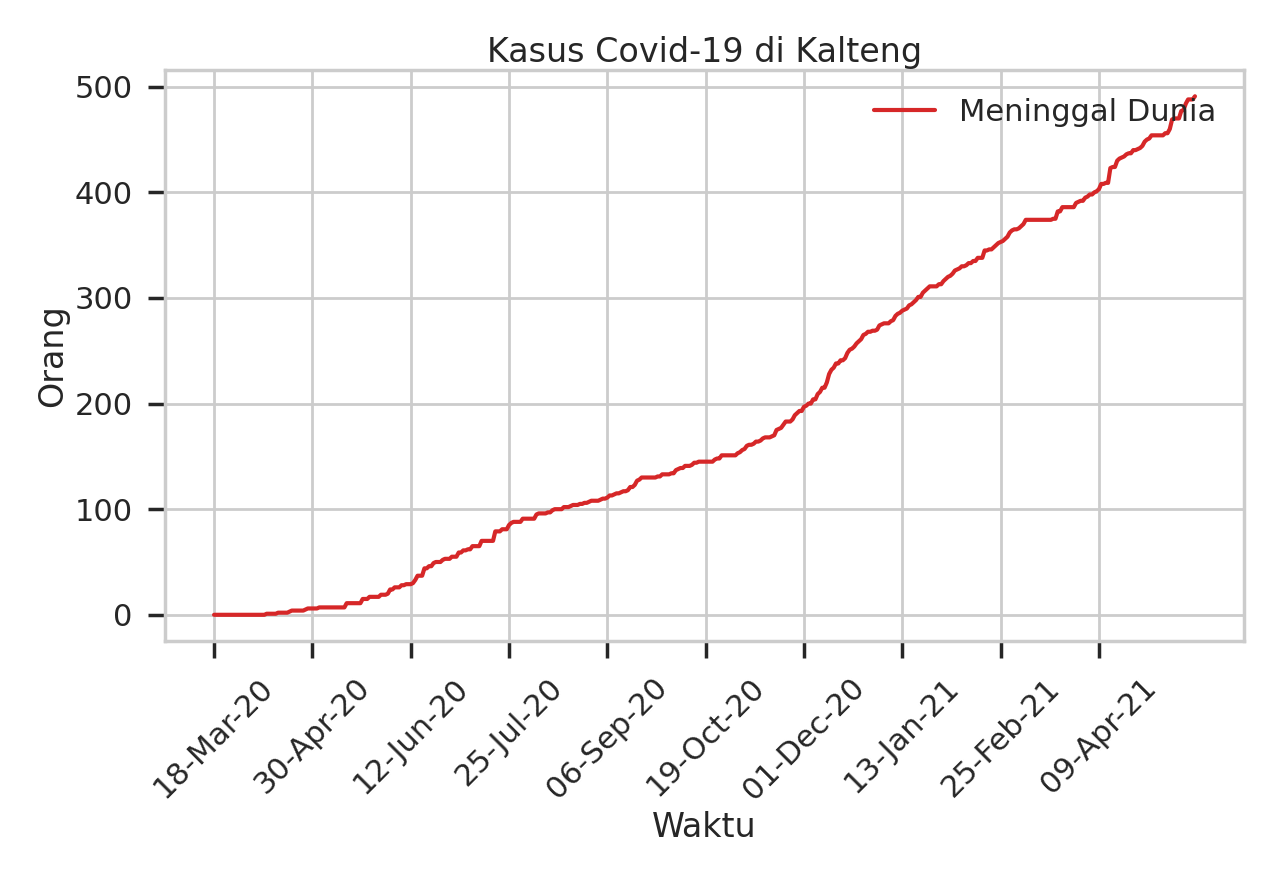 Kasus Covid-19 di Kalteng
Meninggal Dunia
Orang
500
400
300
200
100
0
18-Mar-20
30-Apr-20
12-Jun-20
25-Jul-20
06-Sep-20
19-Oct-20
01-Dec-20
13-Jan-21
25-Feb-21
09-Apr-21
Waktu